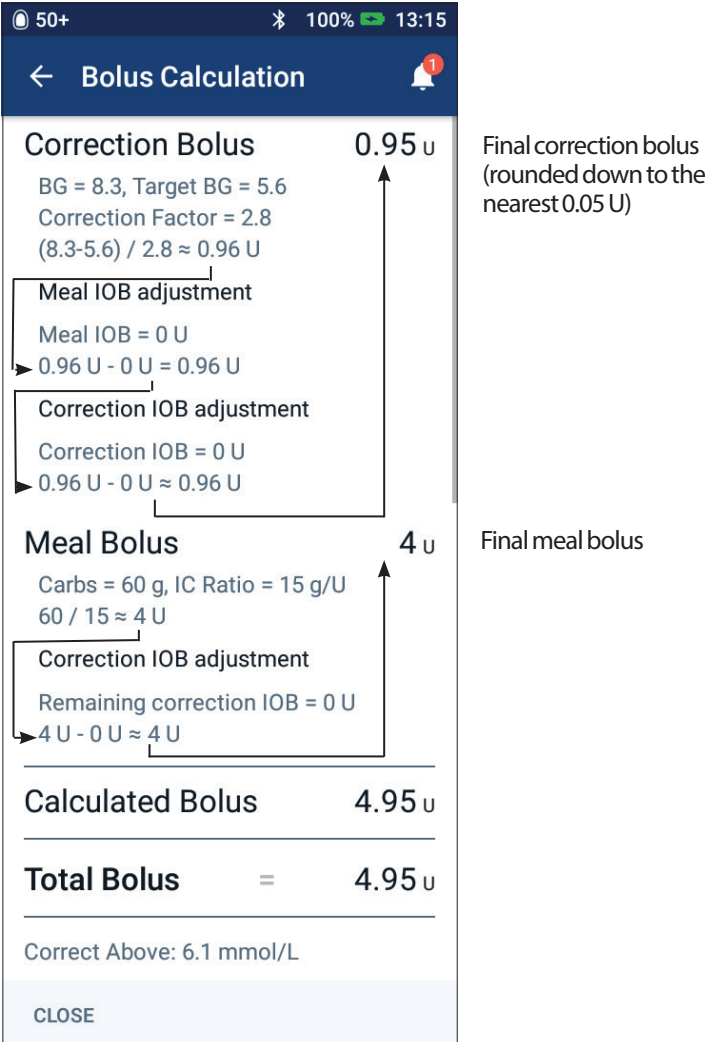 50+ 100% 13:15
Bolus Calculation 1
Correction Bolus 0.95 U
BG = 8.3, Target BG = 5.6
Correction Factor = 2.8
(8.3-5.6) / 2.8 ≈ 0.96 U
Meal IOB adjustment
Meal IOB = 0 U
0.96 U - 0 U = 0.96 U
Correction IOB adjustment
Correction IOB = 0 U
0.96 U - 0 U ≈ 0.96 U
Meal Bolus 4 U
Carbs = 60 g, IC Ratio = 15 g/U
60 / 15 ≈ 4 U
Correction IOB adjustment
Remaining correction IOB = 0 U
4 U - 0 U ≈ 4 U
Calculated Bolus 4.95 U
Total Bolus = 4.95 U
Correct Above: 6.1 mmol/L
CLOSE
Final correction bolus
(rounded down to the
nearest 0.05 U)
Final meal bolus